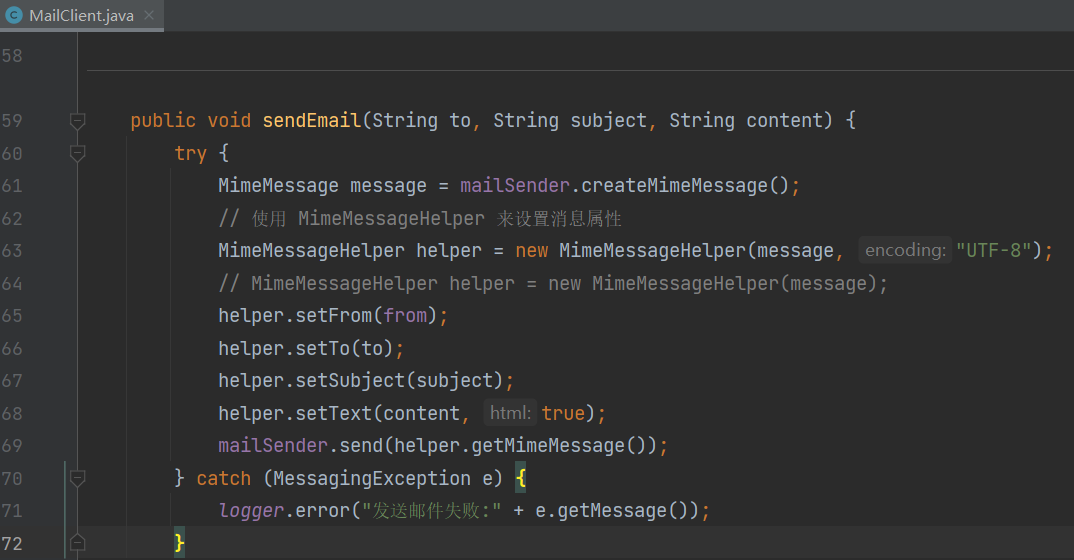 MailClient.java
58
59 public void sendEmail(String to, String subject, String content) {
60 try {
61 MimeMessage message = mailSender.createMimeMessage();
62 // 使用 MimeMessageHelper 来设置消息属性
63 MimeMessageHelper helper = new MimeMessageHelper(message, encoding: "UTF-8");
64 // MimeMessageHelper helper = new MimeMessageHelper(message);
65 helper.setFrom(from);
66 helper.setTo(to);
67 helper.setSubject(subject);
68 helper.setText(content, html: true);
69 mailSender.send(helper.getMimeMessage());
70 } catch (MessagingException e) {
71 logger.error("发送邮件失败:" + e.getMessage());
72 }